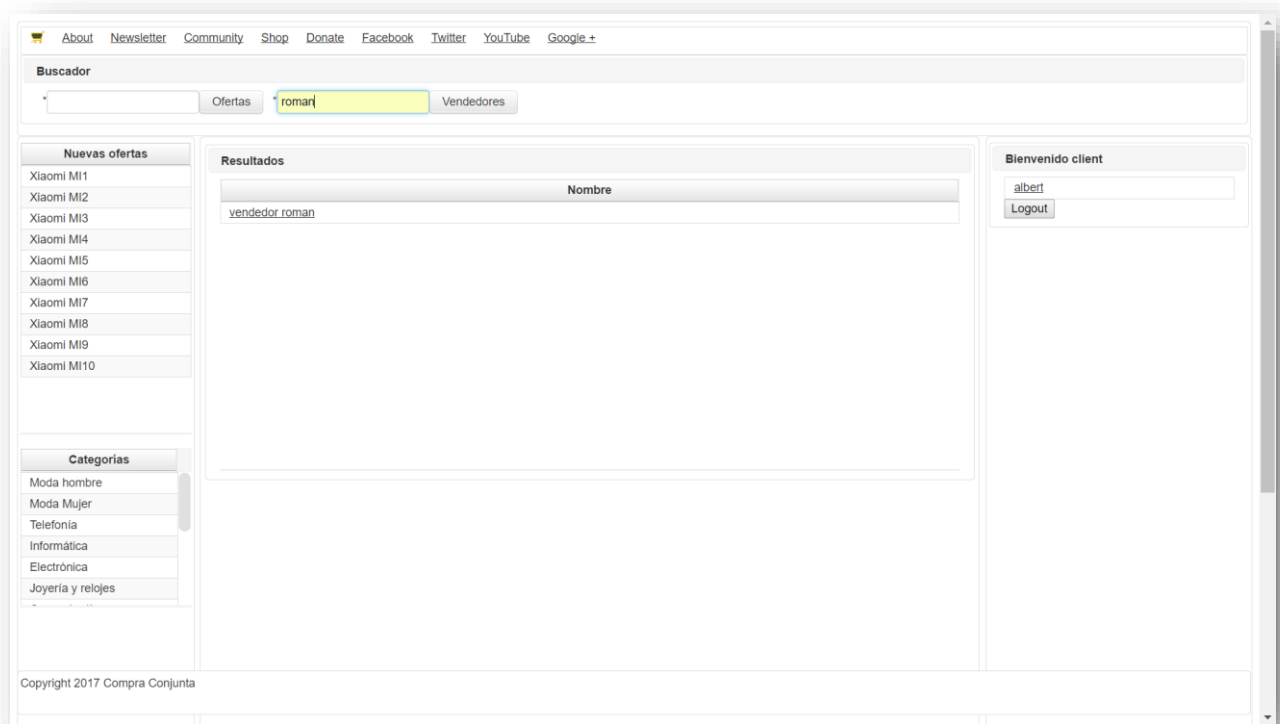 About Newsletter Community Shop Donate Facebook Twitter YouTube Google +
Buscador
* Ofertas * roman Vendedores
Nuevas ofertas
Xiaomi MI1
Xiaomi MI2
Xiaomi MI3
Xiaomi MI4
Xiaomi MI5
Xiaomi MI6
Xiaomi MI7
Xiaomi MI8
Xiaomi MI9
Xiaomi MI10
Categorias
Moda hombre
Moda Mujer
Telefonía
Informática
Electrónica
Joyería y relojes
Resultados
Nombre
vendedor roman
Bienvenido client
albert
Logout
Copyright 2017 Compra Conjunta